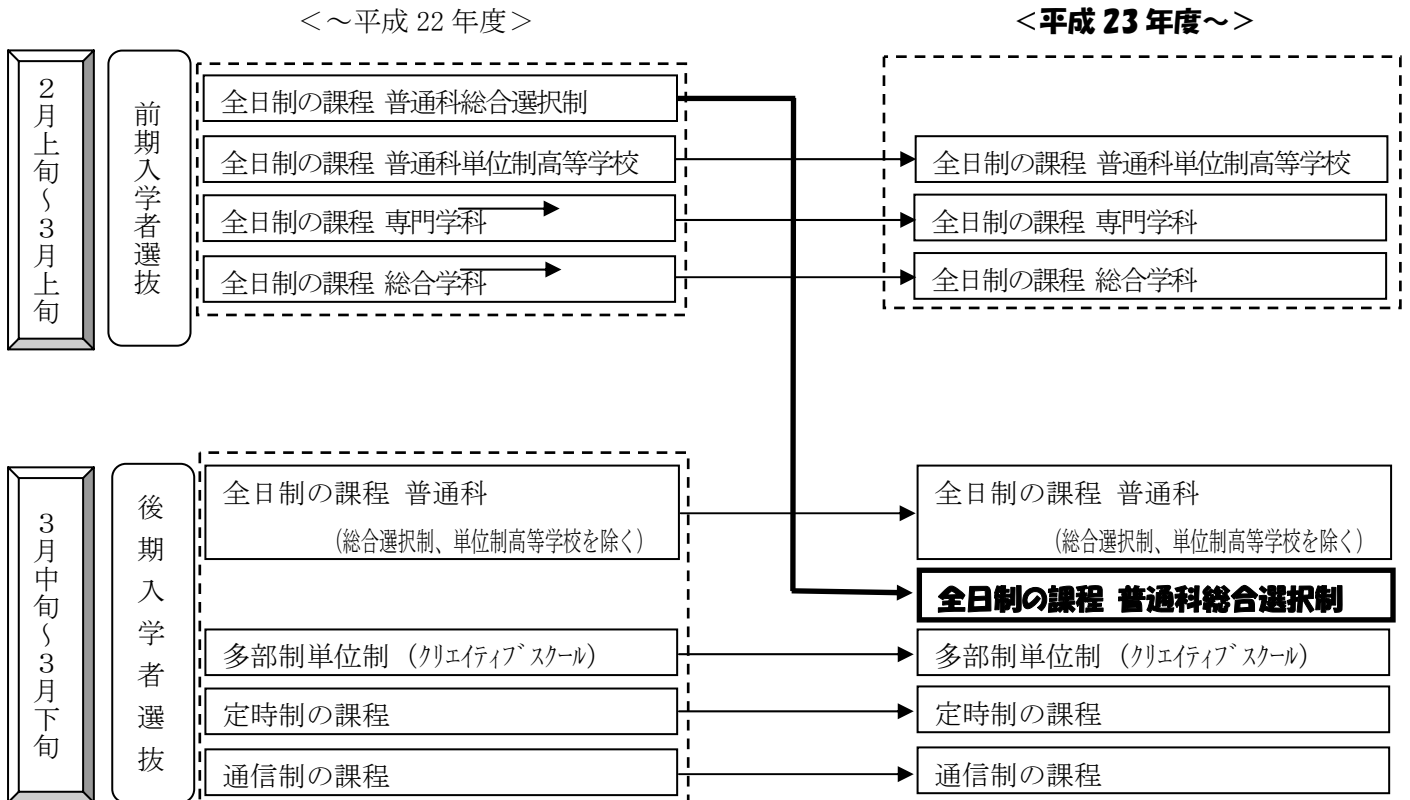 ＜～平成 22 年度＞
＜平成 23 年度～＞
２月上旬～３月上旬
前期入学者選抜
全日制の課程 普通科総合選択制
全日制の課程 普通科単位制高等学校
全日制の課程 専門学科
全日制の課程 総合学科
全日制の課程 普通科単位制高等学校
全日制の課程 専門学科
全日制の課程 総合学科
３月中旬～３月下旬
後期入学者選抜
全日制の課程 普通科
（総合選択制、単位制高等学校を除く）
多部制単位制（ｸﾘｴｲﾃｨﾌﾞｽｸｰﾙ）
定時制の課程
通信制の課程
全日制の課程 普通科
（総合選択制、単位制高等学校を除く）
全日制の課程 普通科総合選択制
多部制単位制（ｸﾘｴｲﾃｨﾌﾞｽｸｰﾙ）
定時制の課程
通信制の課程